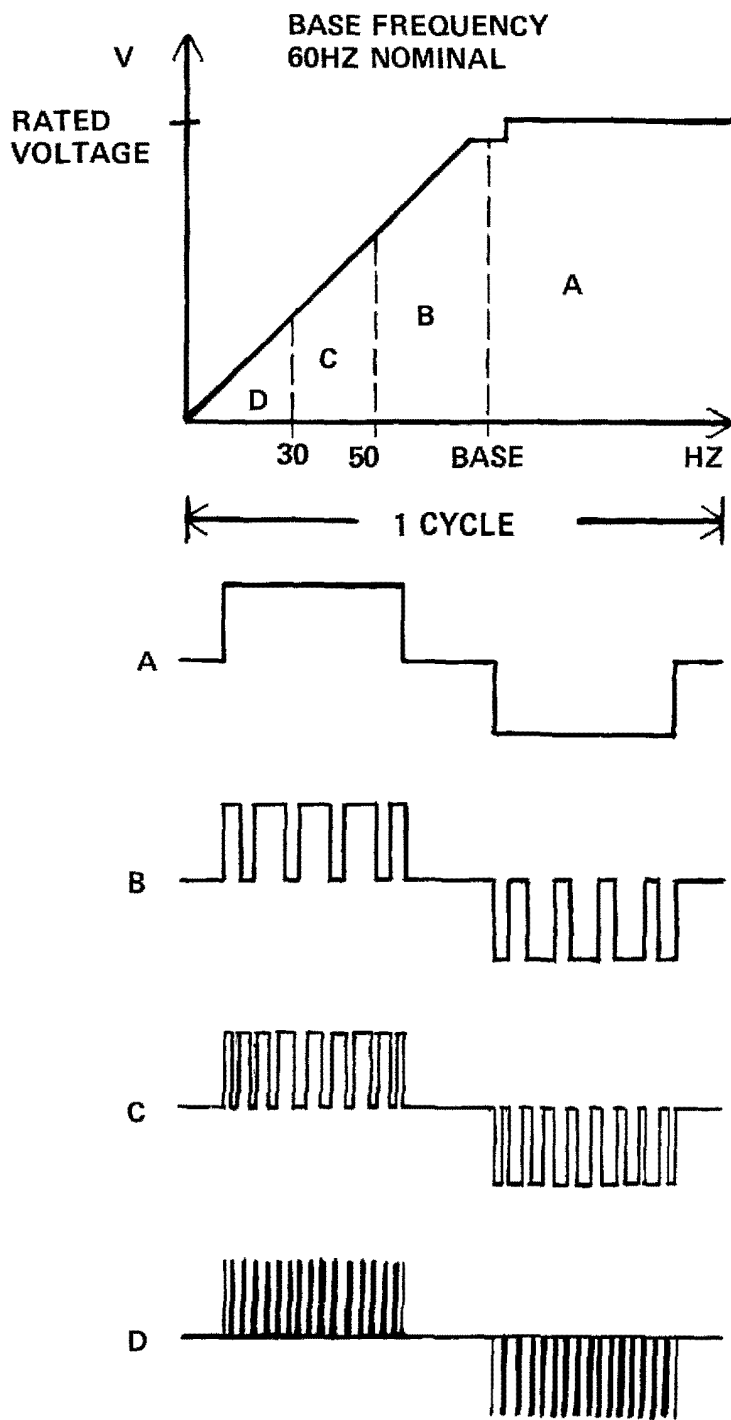 BASE FREQUENCY
60HZ NOMINAL
V
RATED
VOLTAGE
A
B
C
D
30 50 BASE HZ
1 CYCLE
A
B
C
D